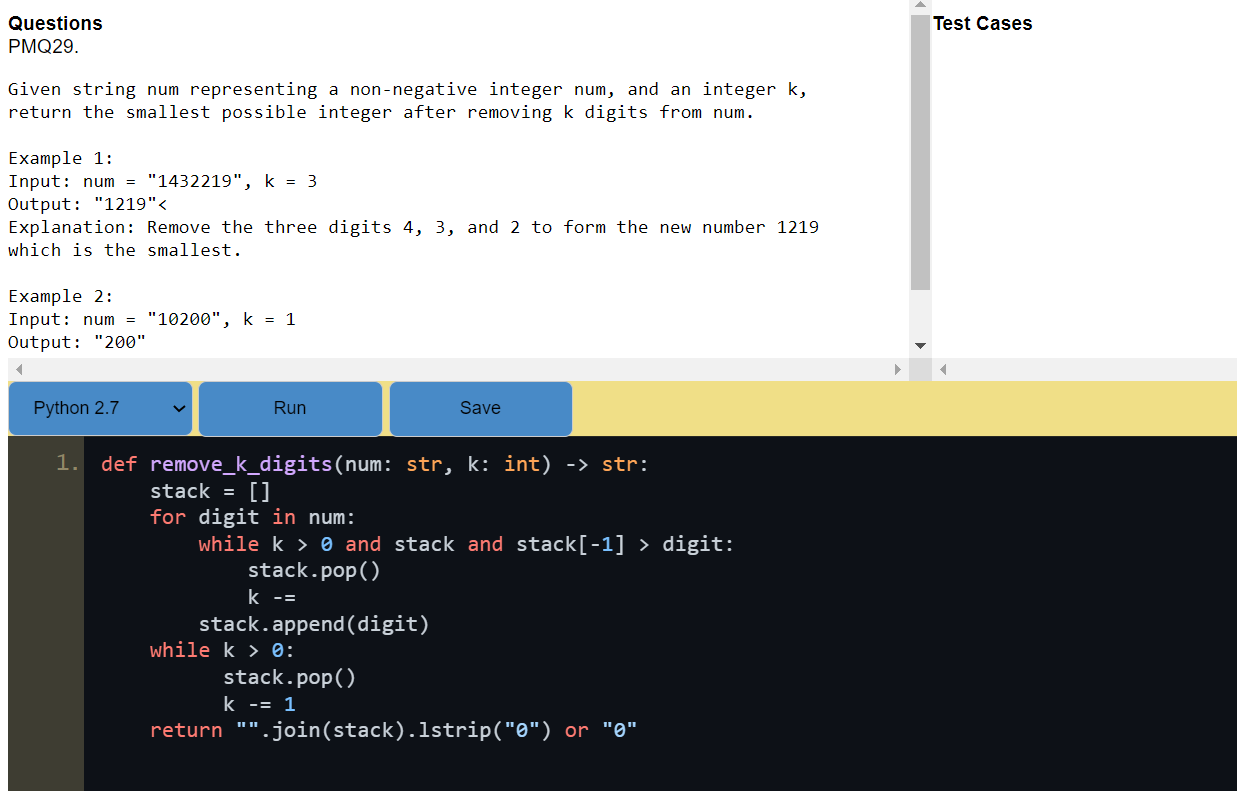 Questions
PMQ29.
Given string num representing a non-negative integer num, and an integer k,
return the smallest possible integer after removing k digits from num.
Example 1:
Input: num = "1432219", k = 3
Output: "1219"<
Explanation: Remove the three digits 4, 3, and 2 to form the new number 1219
which is the smallest.
Example 2:
Input: num = "10200", k = 1
Output: "200"
Test Cases
Python 2.7
Run
Save
1.
def remove_k_digits(num: str, k: int) -> str:
    stack = []
    for digit in num:
        while k > 0 and stack and stack[-1] > digit:
            stack.pop()
            k -=
        stack.append(digit)
    while k > 0:
          stack.pop()
          k -= 1
    return "".join(stack).lstrip("0") or "0"